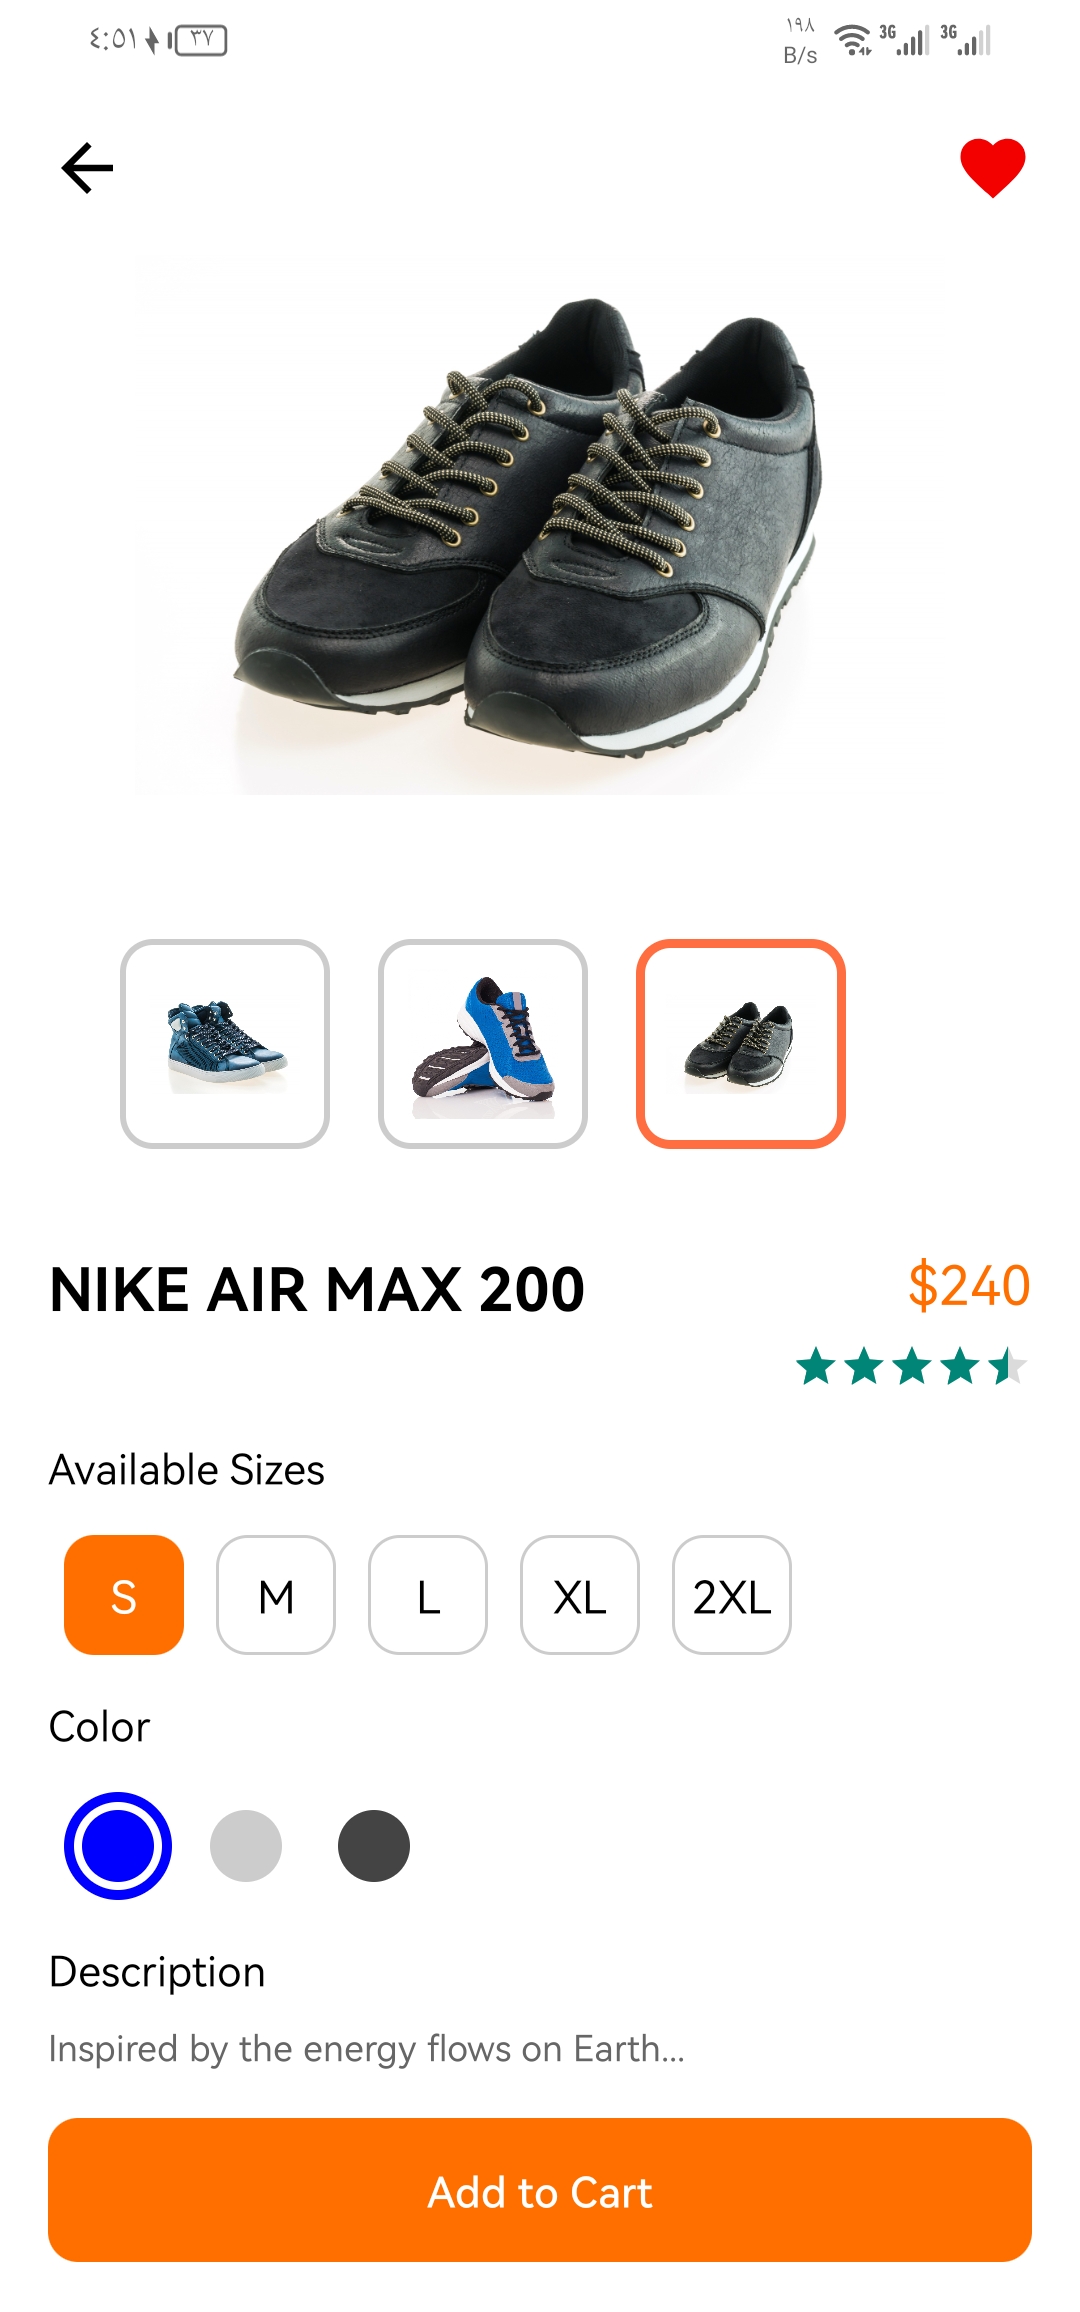 ٤:٥١ ٣٧ ١٩٨ B/s 3G 3G
NIKE AIR MAX 200 $240
Available Sizes
S M L XL 2XL
Color
Description
Inspired by the energy flows on Earth...
Add to Cart